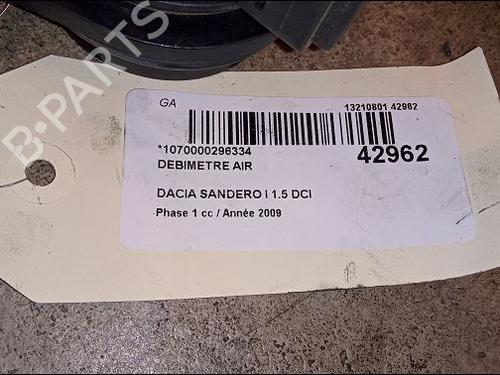 B-PARTS
GA
13210801 42962
*1070000296334
42962
DEBIMETRE AIR
DACIA SANDERO I 1.5 DCI
Phase 1 cc / Année 2009